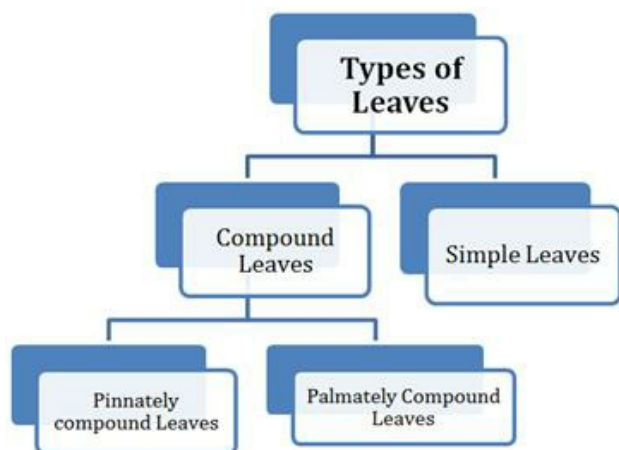 Types of
Leaves
Compound
Leaves
Simple Leaves
Pinnately
compound Leaves
Palmately Compound
Leaves